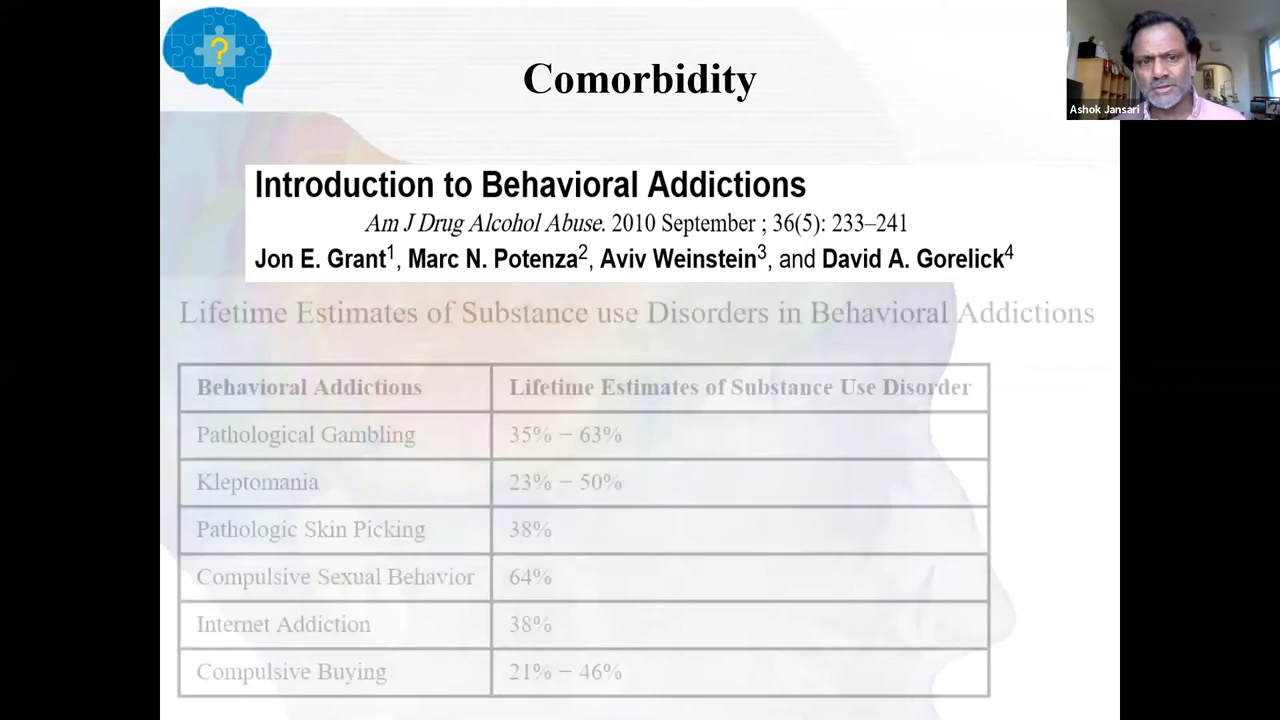 ?
Comorbidity
Ashok Jansari
Introduction to Behavioral Addictions
Am J Drug Alcohol Abuse. 2010 September ; 36(5): 233–241
Jon E. Grant1, Marc N. Potenza2, Aviv Weinstein3, and David A. Gorelick4
Lifetime Estimates of Substance use Disorders in Behavioral Addictions
Behavioral Addictions Lifetime Estimates of Substance Use Disorder
Pathological Gambling 35% – 63%
Kleptomania 23% – 50%
Pathologic Skin Picking 38%
Compulsive Sexual Behavior 64%
Internet Addiction 38%
Compulsive Buying 21% – 46%